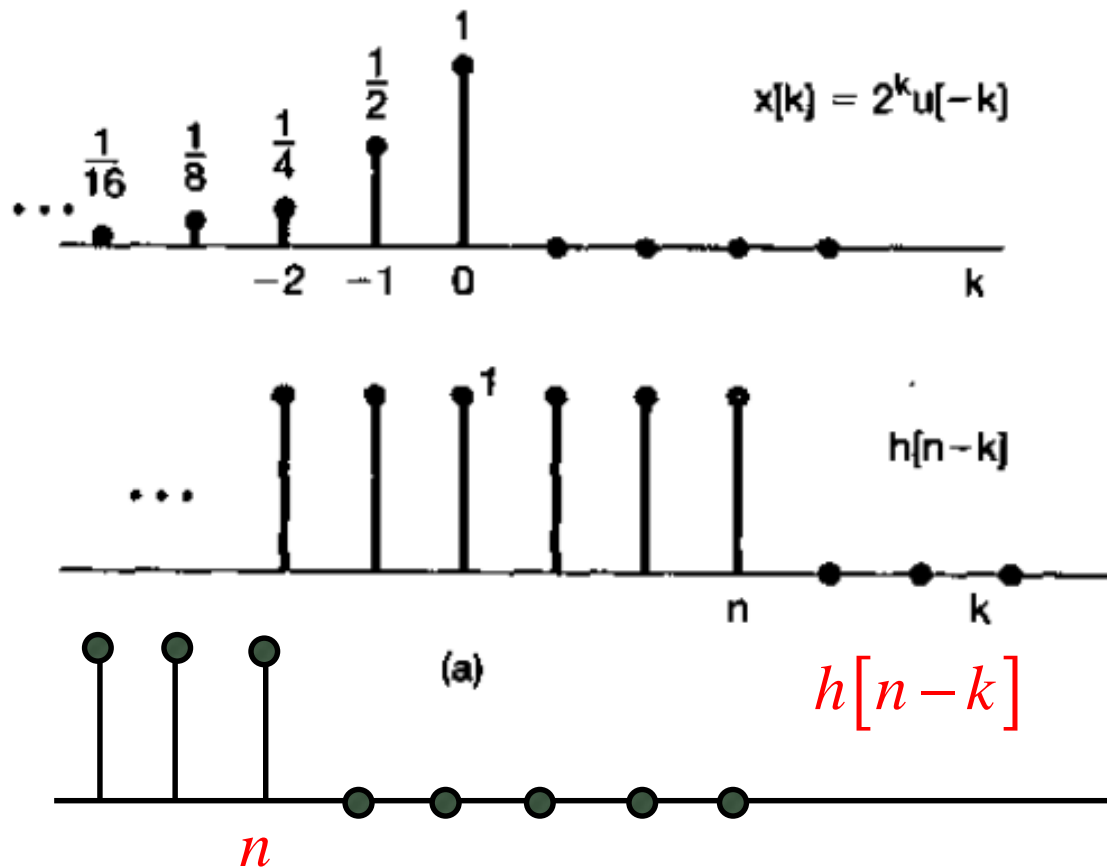 1
1/2
1/4
1/8
1/16
...
x[k] = 2^k u[-k]
-2 -1 0 k
1
h[n-k]
...
n k
(a)
h[n-k]
n